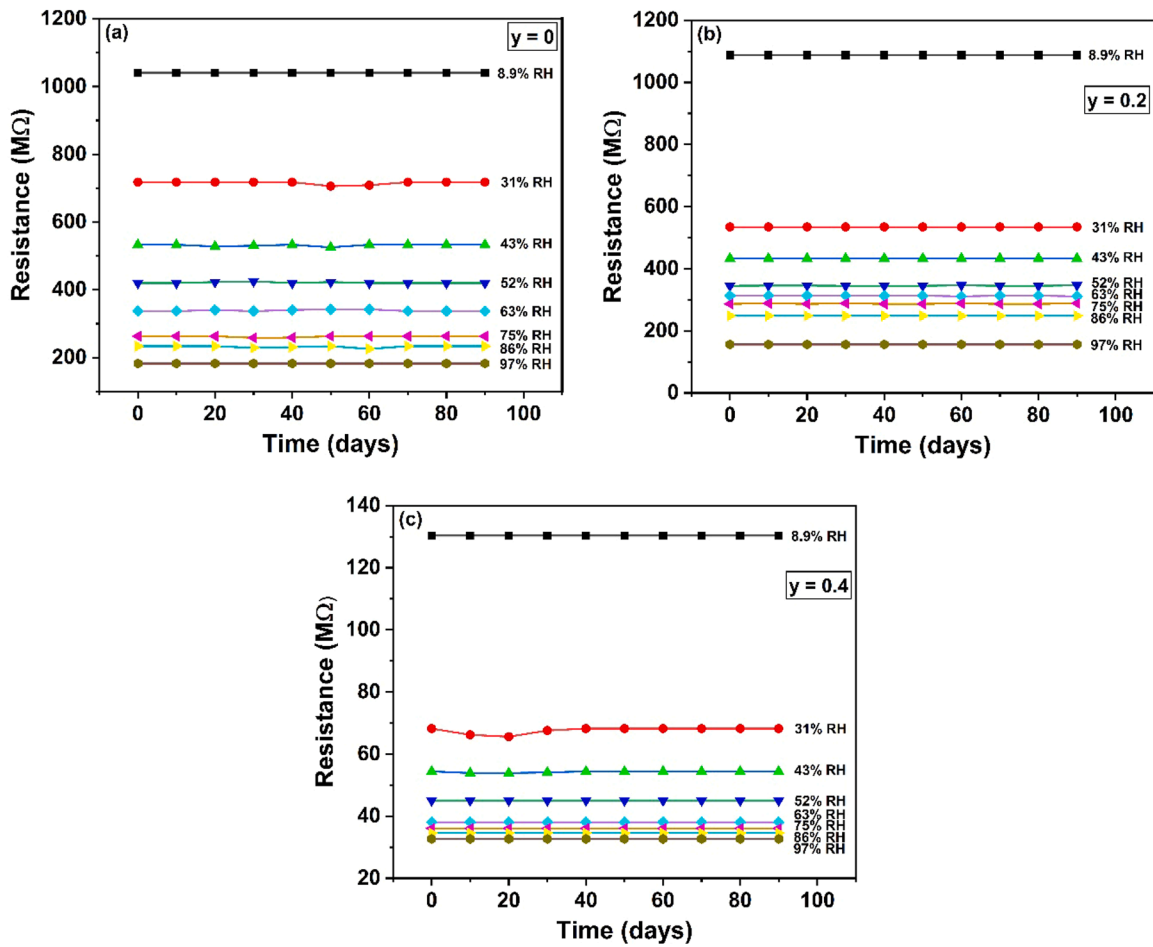 (a)
y = 0
1200
1000
800
600
400
200
Resistance (MΩ)
8.9% RH
31% RH
43% RH
52% RH
63% RH
75% RH
86% RH
97% RH
0 20 40 60 80 100
Time (days)
(b)
y = 0.2
1200
1000
800
600
400
200
0
Resistance (MΩ)
8.9% RH
31% RH
43% RH
52% RH
63% RH
75% RH
86% RH
97% RH
0 20 40 60 80 100
Time (days)
(c)
y = 0.4
140
120
100
80
60
40
20
Resistance (MΩ)
8.9% RH
31% RH
43% RH
52% RH
63% RH
75% RH
86% RH
97% RH
0 20 40 60 80 100
Time (days)